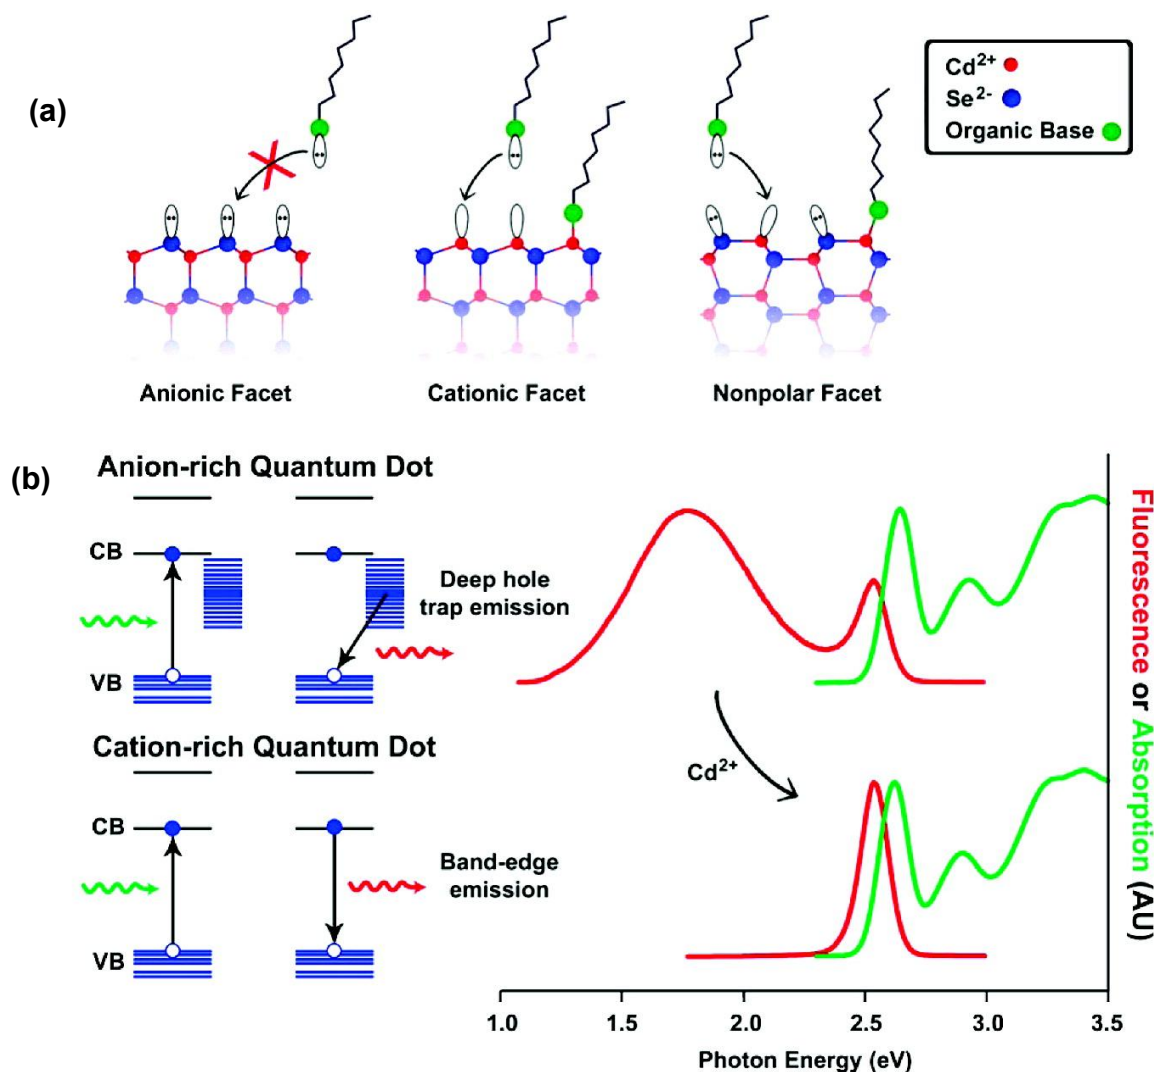 (a)
Cd²⁺
Se²⁻
Organic Base
Anionic Facet
Cationic Facet
Nonpolar Facet
(b)
Anion-rich Quantum Dot
CB
Deep hole
trap emission
VB
Cation-rich Quantum Dot
CB
Band-edge
emission
VB
Cd²⁺
Fluorescence or Absorption (AU)
1.0 1.5 2.0 2.5 3.0 3.5
Photon Energy (eV)